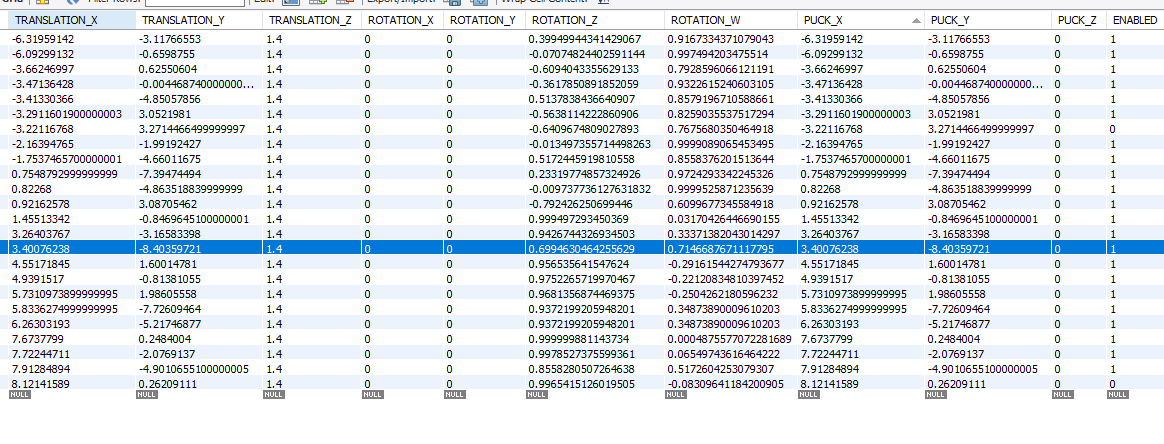 TRANSLATION_X TRANSLATION_Y TRANSLATION_Z ROTATION_X ROTATION_Y ROTATION_Z ROTATION_W PUCK_X PUCK_Y PUCK_Z ENABLED
-6.31959142 -3.11766553 1.4 0 0 0.39949944341429067 0.9167334371079043 -6.31959142 -3.11766553 0 1
-6.09299132 -0.6598755 1.4 0 0 -0.07074824402591144 0.997494203475514 -6.09299132 -0.6598755 0 1
-3.66246997 0.62550604 1.4 0 0 -0.6094043355629133 0.7928596066121191 -3.66246997 0.62550604 0 1
-3.47136428 -0.004468740000000... 1.4 0 0 -0.3617850891852059 0.9322615240603105 -3.47136428 -0.004468740000000... 0 1
-3.41330366 -4.85057856 1.4 0 0 0.5137838436640907 0.8579196710588661 -3.41330366 -4.85057856 0 1
-3.2911601900000003 3.0521981 1.4 0 0 -0.5638114222860906 0.8259035537517294 -3.2911601900000003 3.0521981 0 1
-3.22116768 3.2714466499999997 1.4 0 0 -0.6409674809027893 0.7675680350464918 -3.22116768 3.2714466499999997 0 0
-2.16394765 -1.99192427 1.4 0 0 -0.013497355714498263 0.9999089065453495 -2.16394765 -1.99192427 0 1
-1.7537465700000001 -4.66011675 1.4 0 0 0.5172445919810558 0.8558376201513644 -1.7537465700000001 -4.66011675 0 1
0.7548792999999999 -7.39474494 1.4 0 0 0.23319774857324926 0.9724293342245326 0.7548792999999999 -7.39474494 0 1
0.82268 -4.863518839999999 1.4 0 0 -0.009737736127631832 0.9999525871235639 0.82268 -4.863518839999999 0 1
0.92162578 3.08705462 1.4 0 0 -0.792426250699446 0.6099677345584918 0.92162578 3.08705462 0 1
1.45513342 -0.8469645100000001 1.4 0 0 0.999497293450369 0.03170426446690155 1.45513342 -0.8469645100000001 0 1
3.26403767 -3.16583398 1.4 0 0 0.9426744326934503 0.33371382043014297 3.26403767 -3.16583398 0 1
3.40076238 -8.40359721 1.4 0 0 0.6994630464255629 0.7146687671117795 3.40076238 -8.40359721 0 1
4.55171845 1.60014781 1.4 0 0 0.956535641547624 -0.29161544274793677 4.55171845 1.60014781 0 1
4.9391517 -0.81381055 1.4 0 0 0.9752265719970467 -0.22120834810397452 4.9391517 -0.81381055 0 1
5.7310973899999995 1.98605558 1.4 0 0 0.9681356874469375 -0.2504262180596232 5.7310973899999995 1.98605558 0 1
5.8336274999999995 -7.72609464 1.4 0 0 0.9372199205948201 0.34873890009610203 5.8336274999999995 -7.72609464 0 1
6.26303193 -5.21746877 1.4 0 0 0.9372199205948201 0.34873890009610203 6.26303193 -5.21746877 0 1
7.6737799 0.2484004 1.4 0 0 0.999999881143734 0.0004875577072281689 7.6737799 0.2484004 0 1
7.72244711 -2.0769137 1.4 0 0 0.9978527375599361 0.06549743616464222 7.72244711 -2.0769137 0 1
7.91284894 -4.9010655100000005 1.4 0 0 0.8558280507264638 0.5172604253079307 7.91284894 -4.9010655100000005 0 1
8.12141589 0.26209111 1.4 0 0 0.9965415126019505 -0.08309641184200905 8.12141589 0.26209111 0 0
NULL NULL NULL NULL NULL NULL NULL NULL NULL NULL NULL